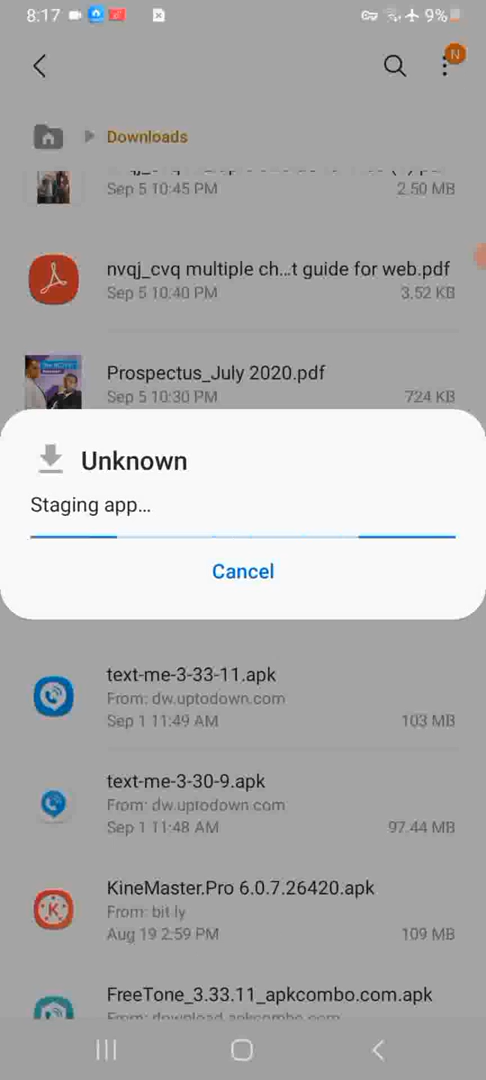 8:17
9%
N
Downloads
Sep 5 10:45 PM 2.50 MB
nvqj_cvq multiple ch...t guide for web.pdf
Sep 5 10:40 PM 3.52 KB
Prospectus_July 2020.pdf
Sep 5 10:30 PM 724 KB
Unknown
Staging app...
Cancel
text-me-3-33-11.apk
From: dw.uptodown.com
Sep 1 11:49 AM 103 MB
text-me-3-30-9.apk
From: dw.uptodown.com
Sep 1 11:48 AM 97.44 MB
KineMaster.Pro 6.0.7.26420.apk
From: bit.ly
Aug 19 2:59 PM 109 MB
FreeTone_3.33.11_apkcombo.com.apk
From: download.apkcombo.com